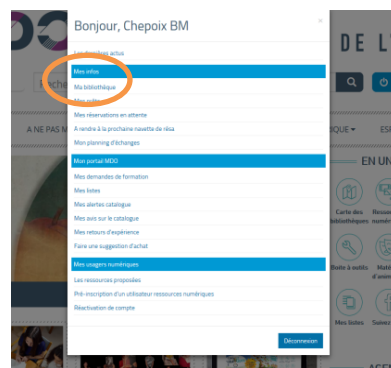 Bonjour, Chepoix BM
×
DE L
Les dernières actus
Mes infos
Reche
Ma bibliothèque
Mes prêts
Mes réservations en attente
A NE PAS M
A rendre à la prochaine navette de résa
QUE
ESP
Mon planning d'échanges
Mon portail MDO
EN UN
Mes demandes de formation
Mes listes
Mes alertes catalogue
Carte des
bibliothèques
Mes avis sur le catalogue
Mes retours d'expérience
Faire une suggestion d'achat
Mes usagers numériques
Boite à outils
Les ressources proposées
Pré-inscription d'un utilisateur ressources numériques
Réactivation de compte
Mes listes
Déconnexion